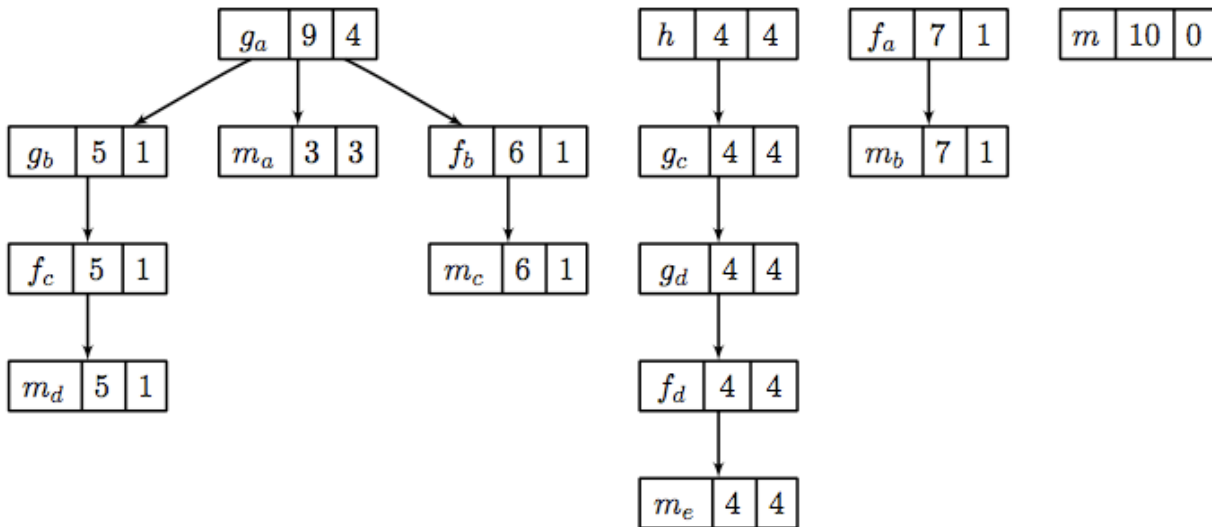 g_a 9 4 h 4 4 f_a 7 1 m 10 0
g_b 5 1 m_a 3 3 f_b 6 1 g_c 4 4 m_b 7 1
f_c 5 1 m_c 6 1 g_d 4 4
m_d 5 1 f_d 4 4
m_e 4 4